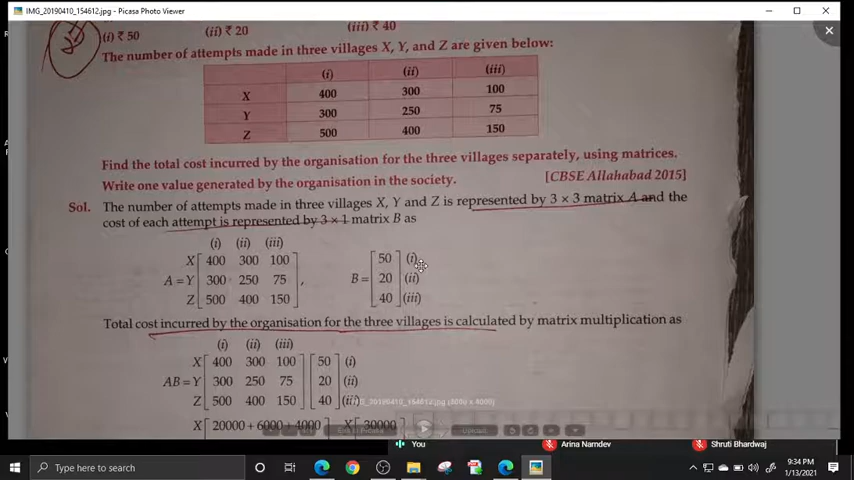 IMG_20190410_154612.jpg - Picasa Photo Viewer
(i) ₹ 50 (ii) ₹ 20 (iii) ₹ 40
The number of attempts made in three villages X, Y, and Z are given below:
(i) (ii) (iii)
X 400 300 100
Y 300 250 75
Z 500 400 150
Find the total cost incurred by the organisation for the three villages separately, using matrices.
Write one value generated by the organisation in the society. [CBSE Allahabad 2015]
Sol. The number of attempts made in three villages X, Y and Z is represented by 3 × 3 matrix A and the
cost of each attempt is represented by 3 × 1 matrix B as
(i) (ii) (iii)
X 400 300 100 50 (i)
A = Y 300 250 75 , B = 20 (ii)
Z 500 400 150 40 (iii)
Total cost incurred by the organisation for the three villages is calculated by matrix multiplication as
(i) (ii) (iii)
X 400 300 100 50 (i)
AB = Y 300 250 75 20 (ii)
Z 500 400 150 40 (iii)
IMG_20190410_154612.jpg
X 20000 + 6000 + 4000 X 30000
You Arina Namdev Shruti Bhardwaj
Type here to search
9:34 PM
1/13/2021